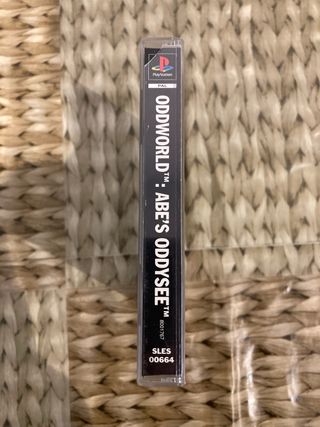 PlayStation
PAL
ODDWORLD™: ABE'S ODDYSEE™
SLES
00664